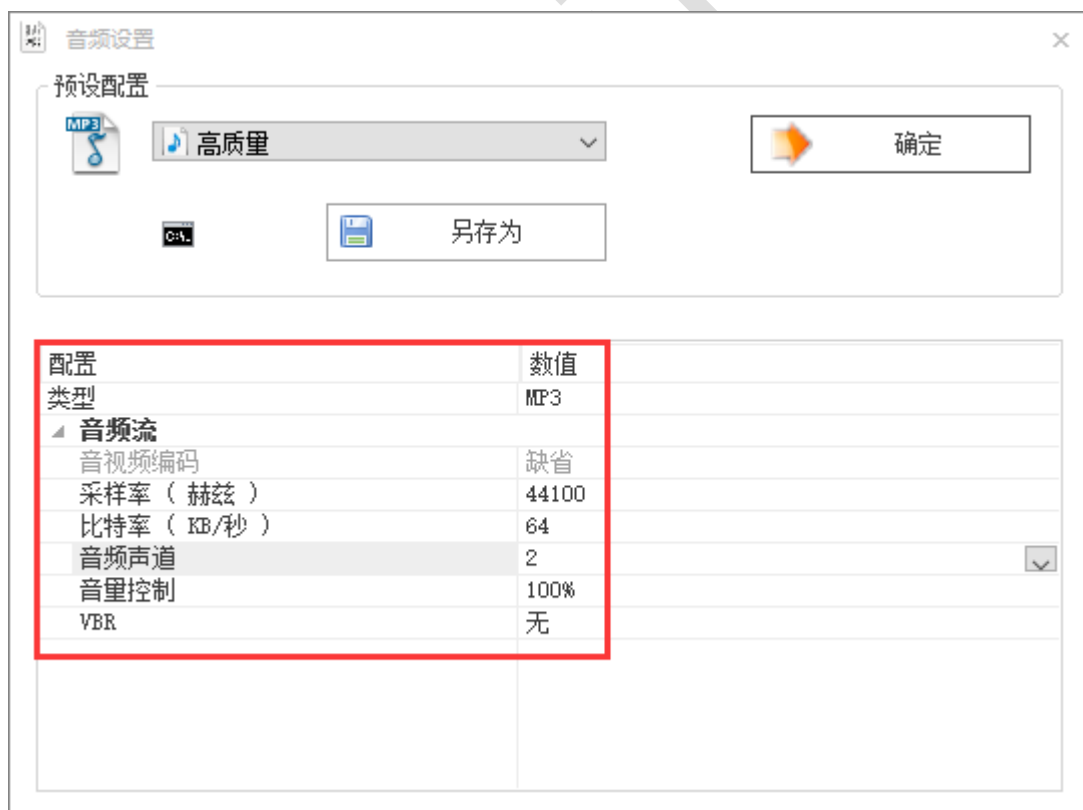 音频设置
预设配置
MP3
高质量
确定
C:\.
另存为
配置 数值
类型 MP3
音频流
音视频编码 缺省
采样率 ( 赫兹 ) 44100
比特率 ( KB/秒 ) 64
音频声道 2
音量控制 100%
VBR 无